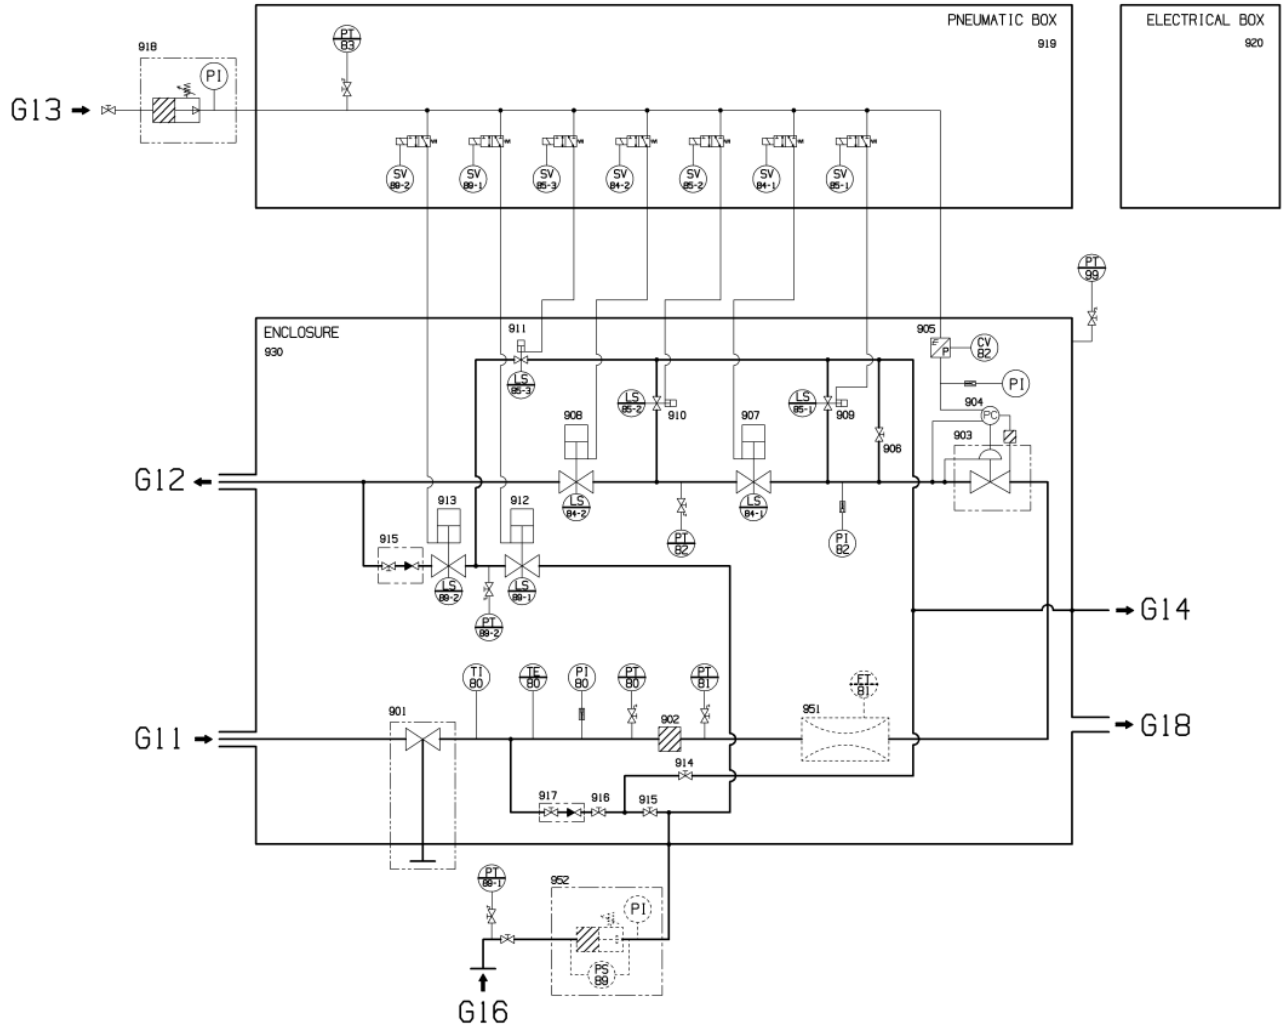 PNEUMATIC BOX
919
ELECTRICAL BOX
920
918
PT
83
PI
G13
SV
89-2
SV
89-1
SV
85-3
SV
84-2
SV
85-2
SV
84-1
SV
85-1
PT
99
ENCLOSURE
930
911
905
E
P
CV
82
LS
85-3
PI
904
PC
LS
85-2
910
LS
85-1
909
908
907
903
906
G12
LS
84-2
LS
84-1
913
912
PT
82
PI
82
915
LS
89-2
LS
89-1
PT
89-2
G14
TI
80
TE
80
PI
80
PT
80
PT
81
FT
81
901
902
951
G11
G18
914
917
916
915
PT
89-1
952
PI
PS
89
G16